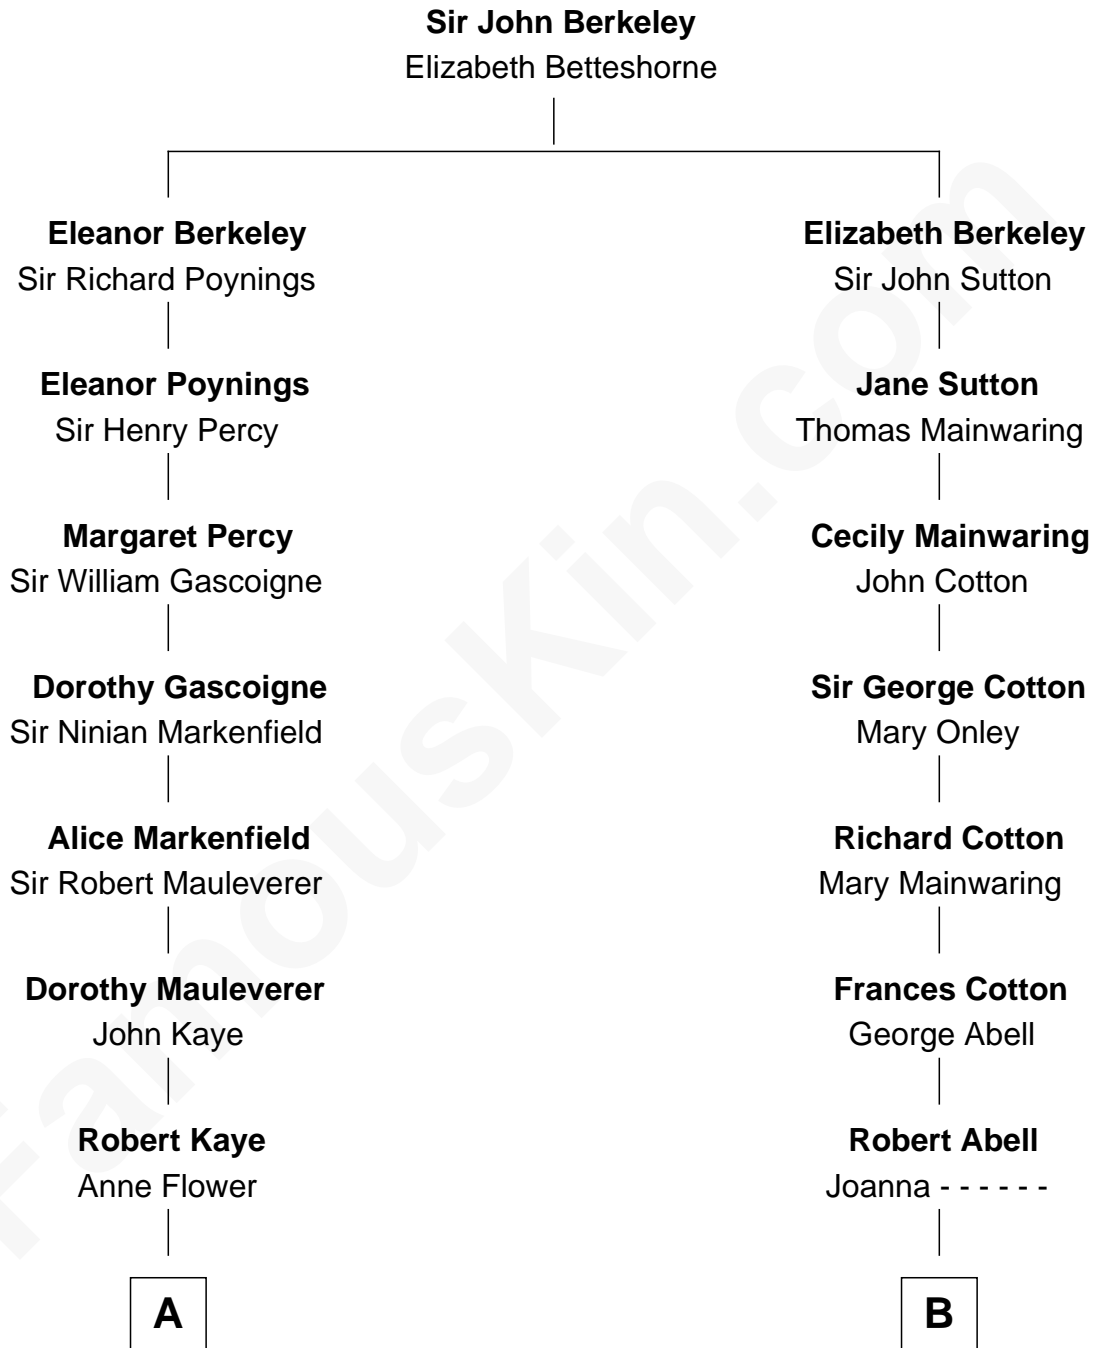 Sir John Berkeley
Elizabeth Betteshorne
Eleanor Berkeley
Sir Richard Poynings
Eleanor Poynings
Sir Henry Percy
Margaret Percy
Sir William Gascoigne
Dorothy Gascoigne
Sir Ninian Markenfield
Alice Markenfield
Sir Robert Mauleverer
Dorothy Mauleverer
John Kaye
Robert Kaye
Anne Flower
A
Elizabeth Berkeley
Sir John Sutton
Jane Sutton
Thomas Mainwaring
Cecily Mainwaring
John Cotton
Sir George Cotton
Mary Onley
Richard Cotton
Mary Mainwaring
Frances Cotton
George Abell
Robert Abell
Joanna - - - - - -
B
FamousKin.com